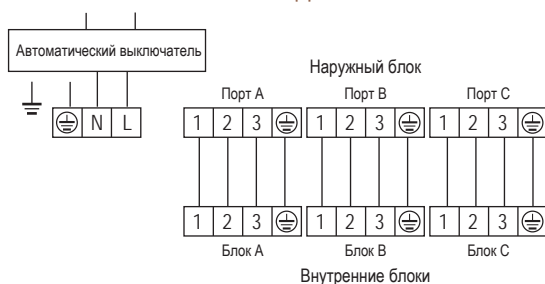 Автоматический выключатель
Наружный блок
Порт A Порт B Порт C
N L 1 2 3 1 2 3 1 2 3
1 2 3 1 2 3 1 2 3
Блок A Блок B Блок C
Внутренние блоки